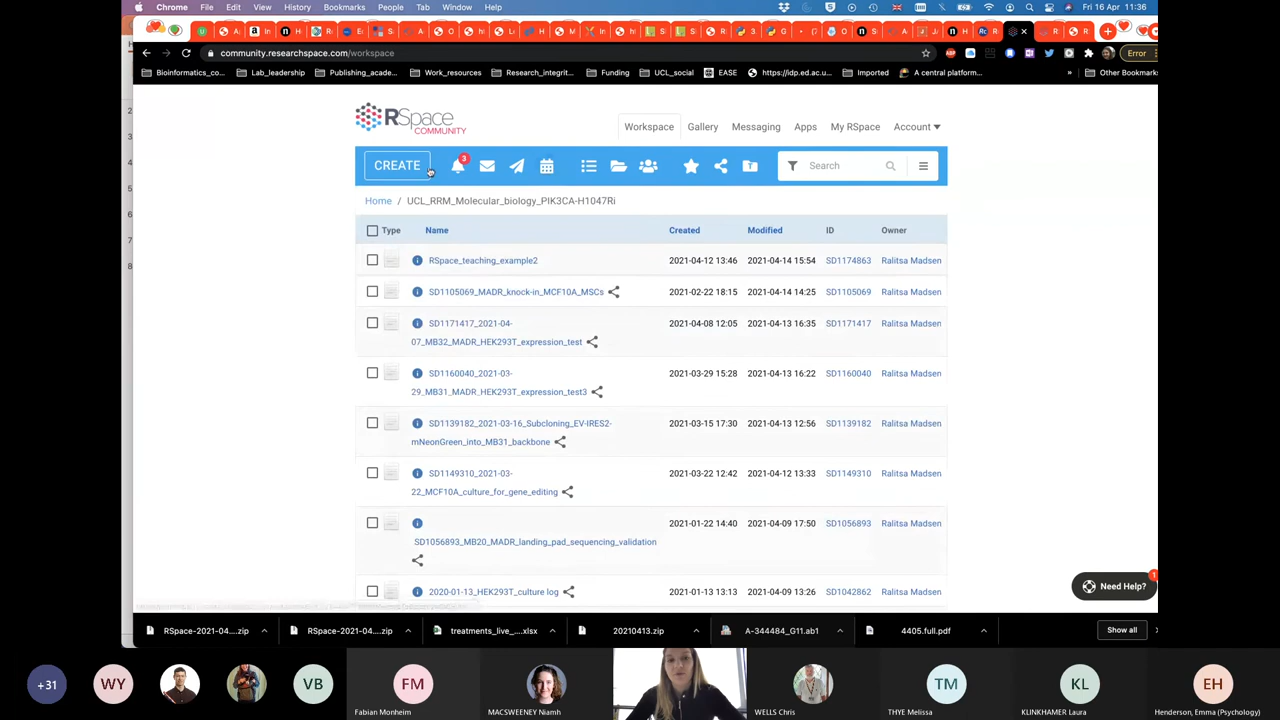 Chrome File Edit View History Bookmarks People Tab Window Help
Fri 16 Apr 11:36
community.researchspace.com/workspace
Error
Bioinformatics_co... Lab_leadership Publishing_acade... Work_resources Research_integrit... Funding UCL_social EASE https://idp.ed.ac.u... Imported A central platform... » Other Bookmarks
RSpace
COMMUNITY
Workspace Gallery Messaging Apps My RSpace Account
CREATE 3 Search
Home / UCL_RRM_Molecular_biology_PIK3CA-H1047Ri
Type Name Created Modified ID Owner
RSpace_teaching_example2 2021-04-12 13:46 2021-04-14 15:54 SD1174863 Ralitsa Madsen
SD1105069_MADR_knock-in_MCF10A_MSCs 2021-02-22 18:15 2021-04-14 14:25 SD1105069 Ralitsa Madsen
SD1171417_2021-04- 2021-04-08 12:05 2021-04-13 16:35 SD1171417 Ralitsa Madsen
07_MB32_MADR_HEK293T_expression_test
SD1160040_2021-03- 2021-03-29 15:28 2021-04-13 16:22 SD1160040 Ralitsa Madsen
29_MB31_MADR_HEK293T_expression_test3
SD1139182_2021-03-16_Subcloning_EV-IRES2- 2021-03-15 17:30 2021-04-13 12:56 SD1139182 Ralitsa Madsen
mNeonGreen_into_MB31_backbone
SD1149310_2021-03- 2021-03-22 12:42 2021-04-12 13:33 SD1149310 Ralitsa Madsen
22_MCF10A_culture_for_gene_editing
2021-01-22 14:40 2021-04-09 17:50 SD1056893 Ralitsa Madsen
SD1056893_MB20_MADR_landing_pad_sequencing_validation
2020-01-13_HEK293T_culture log 2021-01-13 13:13 2021-04-09 13:26 SD1042862 Ralitsa Madsen
Need Help? 1
RSpace-2021-04....zip RSpace-2021-04....zip treatments_live_....xlsx 20210413.zip A-344484_G11.ab1 4405.full.pdf Show all
+31 WY VB FM TM KL EH
Fabian Monheim MACSWEENEY Niamh WELLS Chris THYE Melissa KLINKHAMER Laura Henderson, Emma (Psychology)